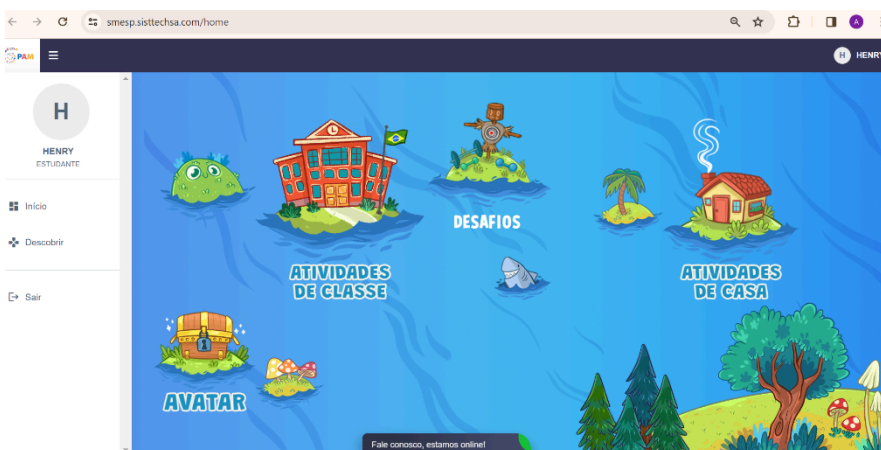 smesp.sisttechsa.com/home
A
PAM
H HENRY
H
HENRY
ESTUDANTE
Início
Descobrir
Sair
DESAFIOS
ATIVIDADES
DE CLASSE
ATIVIDADES
DE CASA
AVATAR
Fale conosco, estamos online!